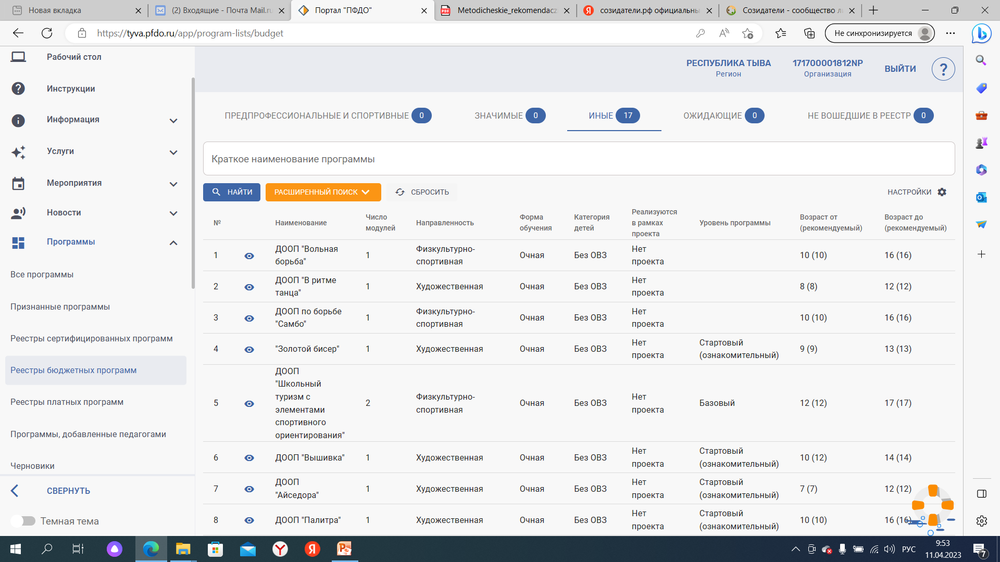 Новая вкладка
(2) Входящие - Почта Mail.ru
Портал "ПФДО"
Metodicheskie_rekomendacz
созидатели.рф официальны
Созидатели - сообщество л
https://tyva.pfdo.ru/app/program-lists/budget
Не синхронизируется
Рабочий стол
Инструкции
Информация
Услуги
Мероприятия
Новости
Программы
Все программы
Признанные программы
Реестры сертифицированных программ
Реестры бюджетных программ
Реестры платных программ
Программы, добавленные педагогами
Черновики
СВЕРНУТЬ
Темная тема
РЕСПУБЛИКА ТЫВА
Регион
171700001812NP
Организация
ВЫЙТИ
?
ПРЕДПРОФЕССИОНАЛЬНЫЕ И СПОРТИВНЫЕ 0
ЗНАЧИМЫЕ 0
ИНЫЕ 17
ОЖИДАЮЩИЕ 0
НЕ ВОШЕДШИЕ В РЕЕСТР 0
Краткое наименование программы
НАЙТИ
РАСШИРЕННЫЙ ПОИСК
СБРОСИТЬ
НАСТРОЙКИ
№
Наименование
Число
модулей
Направленность
Форма
обучения
Категория
детей
Реализуются
в рамках
проекта
Уровень программы
Возраст от
(рекомендуемый)
Возраст до
(рекомендуемый)
1
ДООП "Вольная
борьба"
1
Физкультурно-
спортивная
Очная
Без ОВЗ
Нет
проекта
10 (10)
16 (16)
2
ДООП "В ритме
танца"
1
Художественная
Очная
Без ОВЗ
Нет
проекта
8 (8)
12 (12)
3
ДООП по борьбе
"Самбо"
1
Физкультурно-
спортивная
Очная
Без ОВЗ
Нет
проекта
10 (10)
16 (16)
4
"Золотой бисер"
1
Художественная
Очная
Без ОВЗ
Нет
проекта
Стартовый
(ознакомительный)
9 (9)
13 (13)
5
ДООП
"Школьный
туризм с
элементами
спортивного
ориентирования"
2
Физкультурно-
спортивная
Очная
Без ОВЗ
Нет
проекта
Базовый
12 (12)
17 (17)
6
ДООП "Вышивка"
1
Художественная
Очная
Без ОВЗ
Нет
проекта
Стартовый
(ознакомительный)
10 (12)
14 (14)
7
ДООП
"Айседора"
1
Художественная
Очная
Без ОВЗ
Нет
проекта
Стартовый
(ознакомительный)
7 (7)
12 (12)
8
ДООП "Палитра"
1
Художественная
Очная
Без ОВЗ
Нет
проекта
Стартовый
(ознакомительный)
10 (10)
16 (16)
РУС
9:53
11.04.2023
7